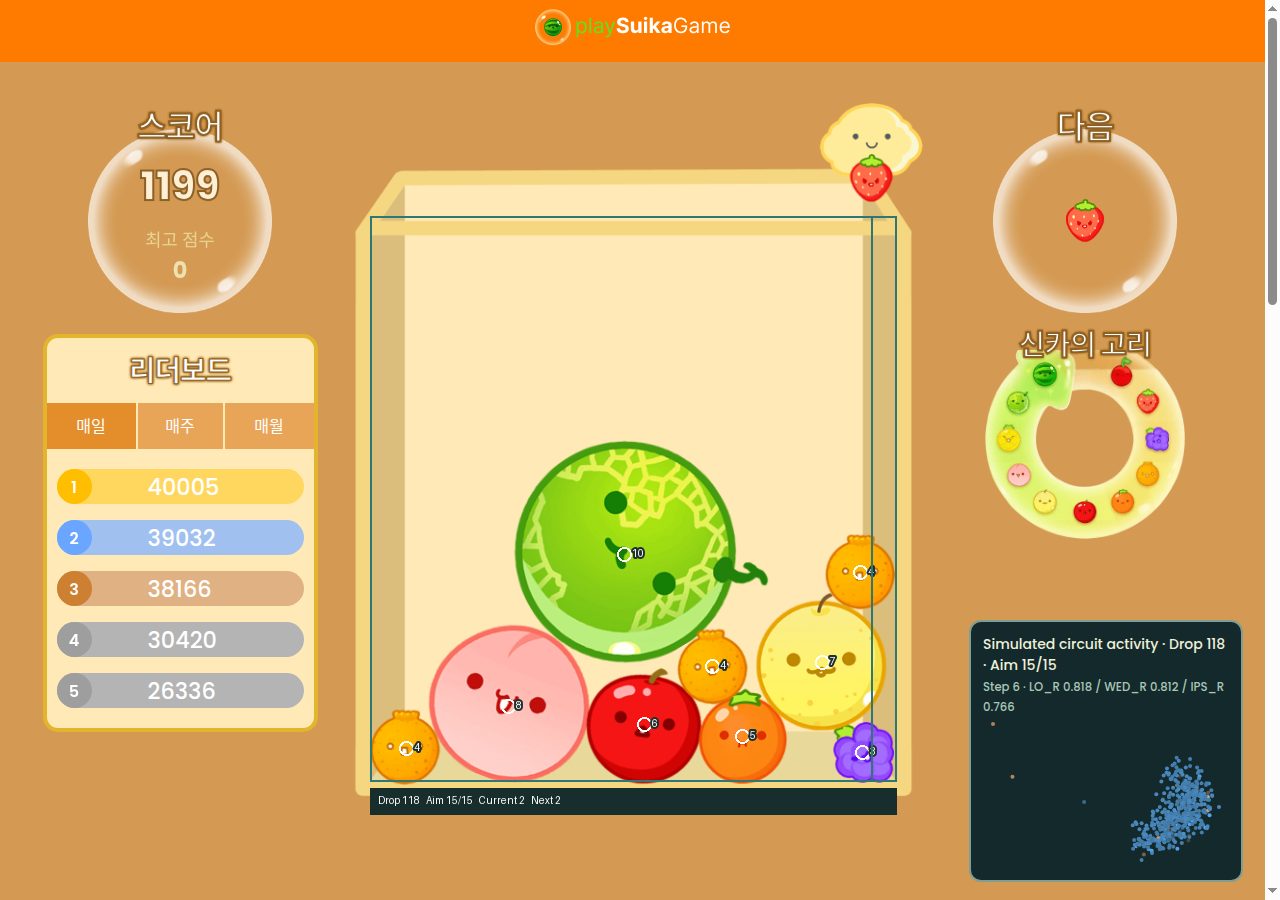 playSuikaGame
스코어
1199
최고 점수
0
다음
신카의 고리
리더보드
매일 매주 매월
1 40005
2 39032
3 38166
4 30420
5 26336
10
4
4
7
8
6
5
4
3
Drop 118 Aim 15/15 Current 2 Next 2
Simulated circuit activity · Drop 118
· Aim 15/15
Step 6 · LO_R 0.818 / WED_R 0.812 / IPS_R
0.766